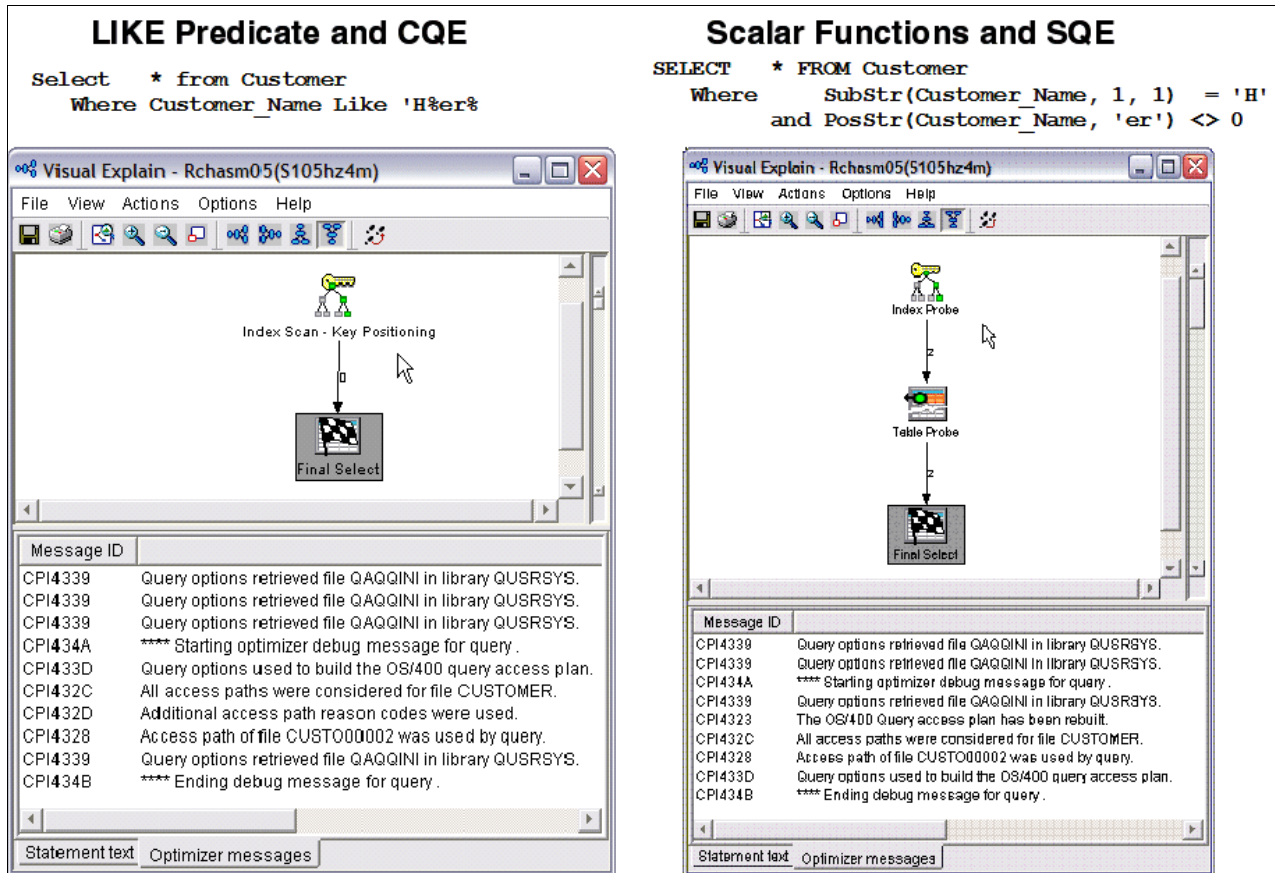 LIKE Predicate and CQE
Select * from Customer
Where Customer_Name Like 'H%er%
Visual Explain - Rchasm05(S105hz4m)
File View Actions Options Help
Index Scan - Key Positioning
0
Final Select
Message ID
CPI4339 Query options retrieved file QAQQINI in library QUSRSYS.
CPI4339 Query options retrieved file QAQQINI in library QUSRSYS.
CPI4339 Query options retrieved file QAQQINI in library QUSRSYS.
CPI434A **** Starting optimizer debug message for query .
CPI433D Query options used to build the OS/400 query access plan.
CPI432C All access paths were considered for file CUSTOMER.
CPI432D Additional access path reason codes were used.
CPI4328 Access path of file CUSTO00002 was used by query.
CPI4339 Query options retrieved file QAQQINI in library QUSRSYS.
CPI434B **** Ending debug message for query .
Statement text Optimizer messages
Scalar Functions and SQE
SELECT * FROM Customer
Where SubStr(Customer_Name, 1, 1) = 'H'
and PosStr(Customer_Name, 'er') <> 0
Visual Explain - Rchasm05(S105hz4m)
File View Actions Options Help
Index Probe
2
Table Probe
2
Final Select
Message ID
CPI4339 Query options retrieved file QAQQINI in library QUSRSYS.
CPI4339 Query options retrieved file QAQQINI in library QUSRSYS.
CPI434A **** Starting optimizer debug message for query .
CPI4339 Query options retrieved file QAQQINI in library QUSRSYS.
CPI4323 The OS/400 Query access plan has been rebuilt.
CPI432C All access paths were considered for file CUSTOMER.
CPI4328 Access path of file CUSTO00002 was used by query.
CPI433D Query options used to build the OS/400 query access plan.
CPI434B **** Ending debug message for query .
Statement text Optimizer messages